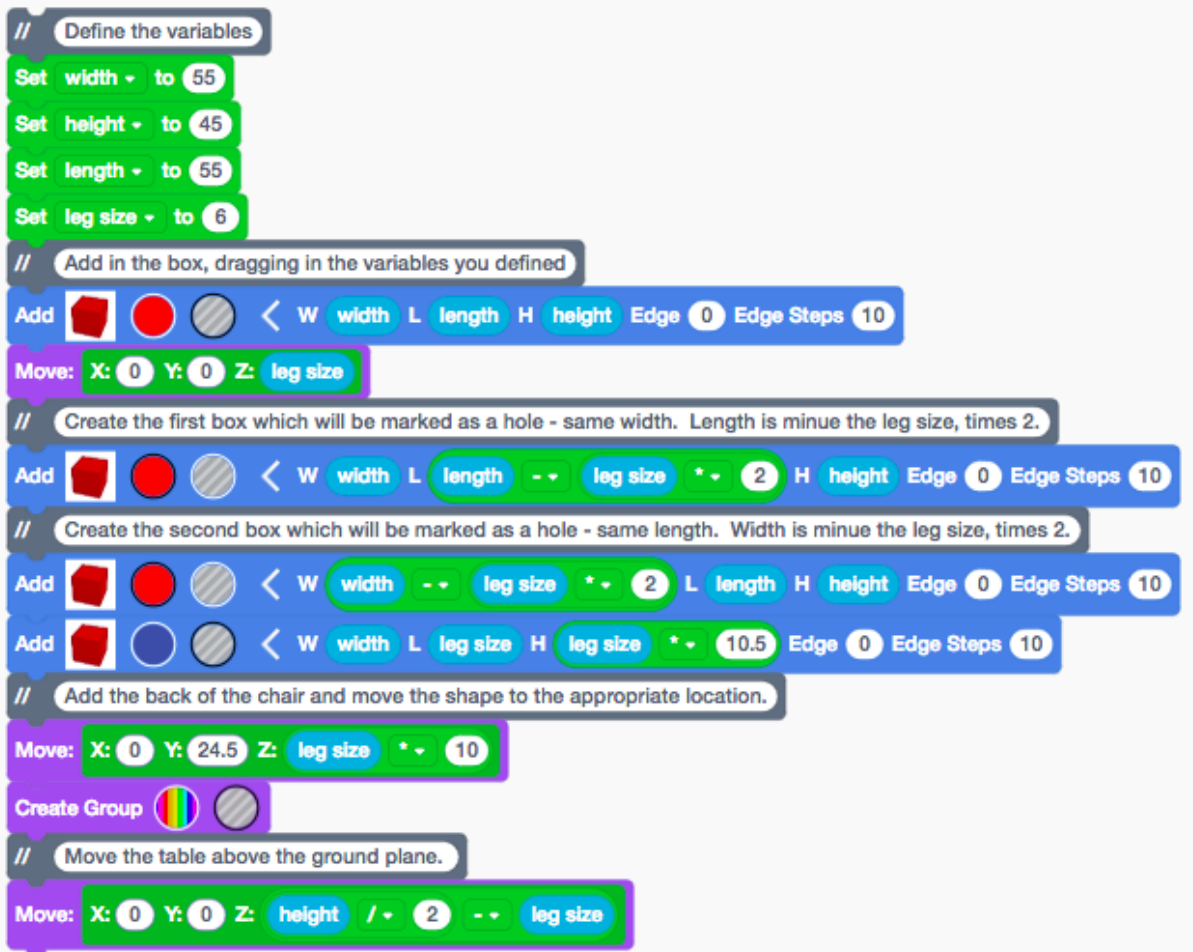 // Define the variables
Set width to 55
Set height to 45
Set length to 55
Set leg size to 6
// Add in the box, dragging in the variables you defined
Add W width L length H height Edge 0 Edge Steps 10
Move: X: 0 Y: 0 Z: leg size
// Create the first box which will be marked as a hole - same width. Length is minue the leg size, times 2.
Add W width L length - leg size * 2 H height Edge 0 Edge Steps 10
// Create the second box which will be marked as a hole - same length. Width is minue the leg size, times 2.
Add W width - leg size * 2 L length H height Edge 0 Edge Steps 10
Add W width L leg size H leg size * 10.5 Edge 0 Edge Steps 10
// Add the back of the chair and move the shape to the appropriate location.
Move: X: 0 Y: 24.5 Z: leg size * 10
Create Group
// Move the table above the ground plane.
Move: X: 0 Y: 0 Z: height / 2 - leg size